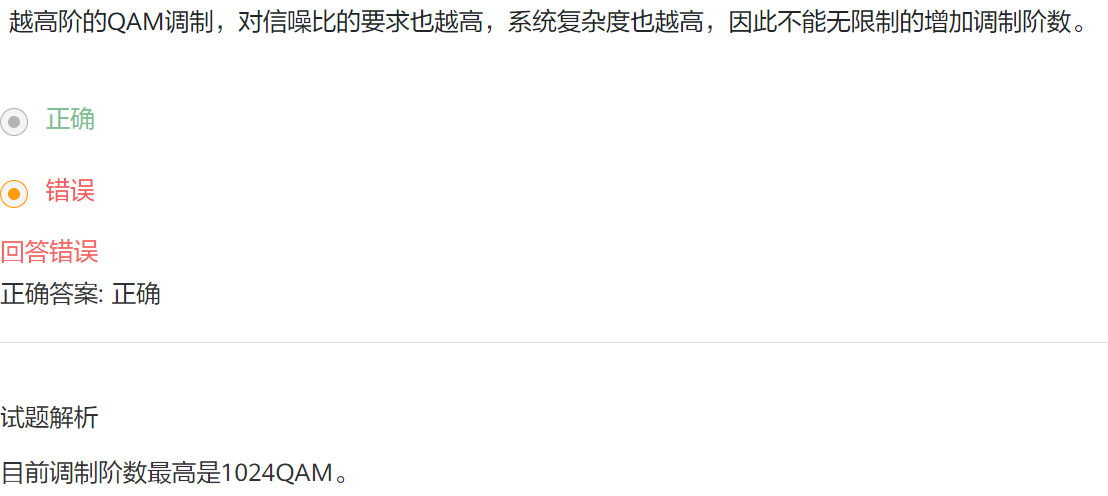 越高阶的QAM调制，对信噪比的要求也越高，系统复杂度也越高，因此不能无限制的增加调制阶数。
正确
错误
回答错误
正确答案: 正确
试题解析
目前调制阶数最高是1024QAM。